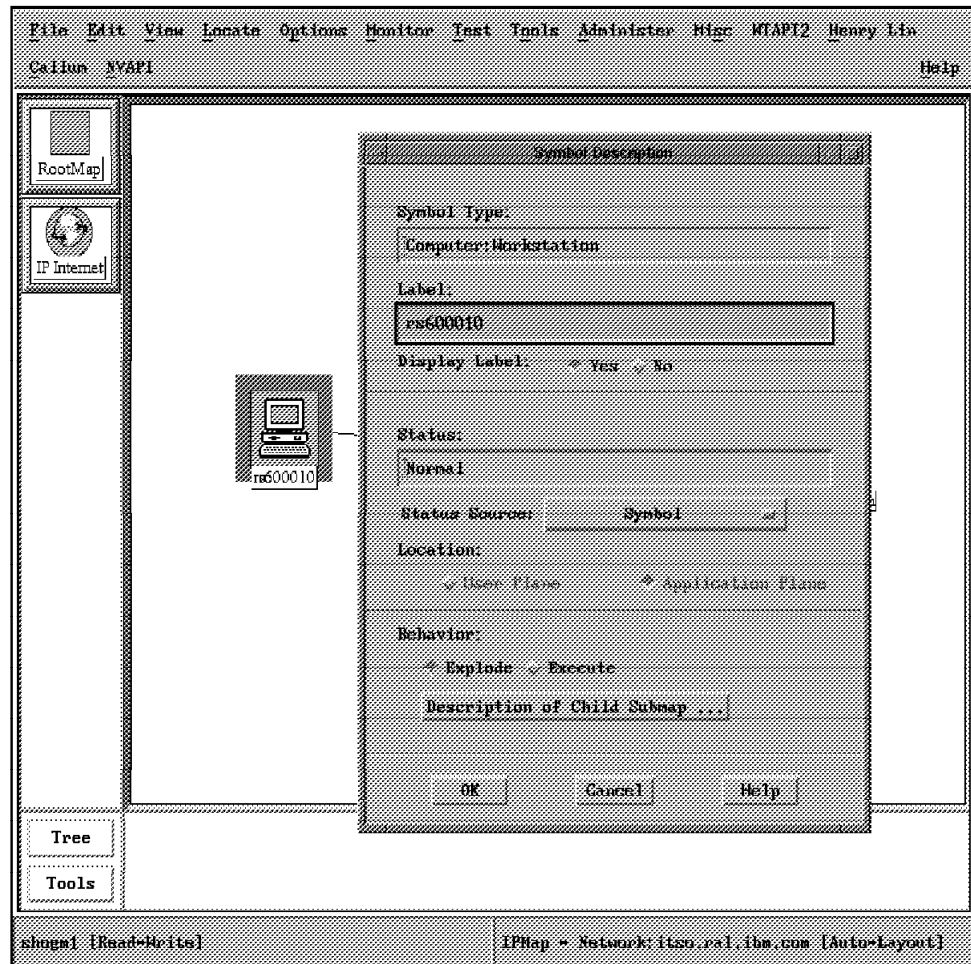 File Edit View Locate Options Monitor Test Tools Administer Misc WTAPI2 Henry Lin
Callum NVAPI Help
RootMap
IP Internet
rs600010
Symbol Description
Symbol Type:
Computer:Workstation
Label:
rs600010
Display Label: Yes No
Status:
Normal
Status Source: Symbol
Location:
User Plane Application Plane
Behavior:
Explode Execute
Description of Child Submap ...
OK Cancel Help
Tree
Tools
shogm1 [Read-Write] IPMap - Network:itso.ral.ibm.com [Auto-Layout]